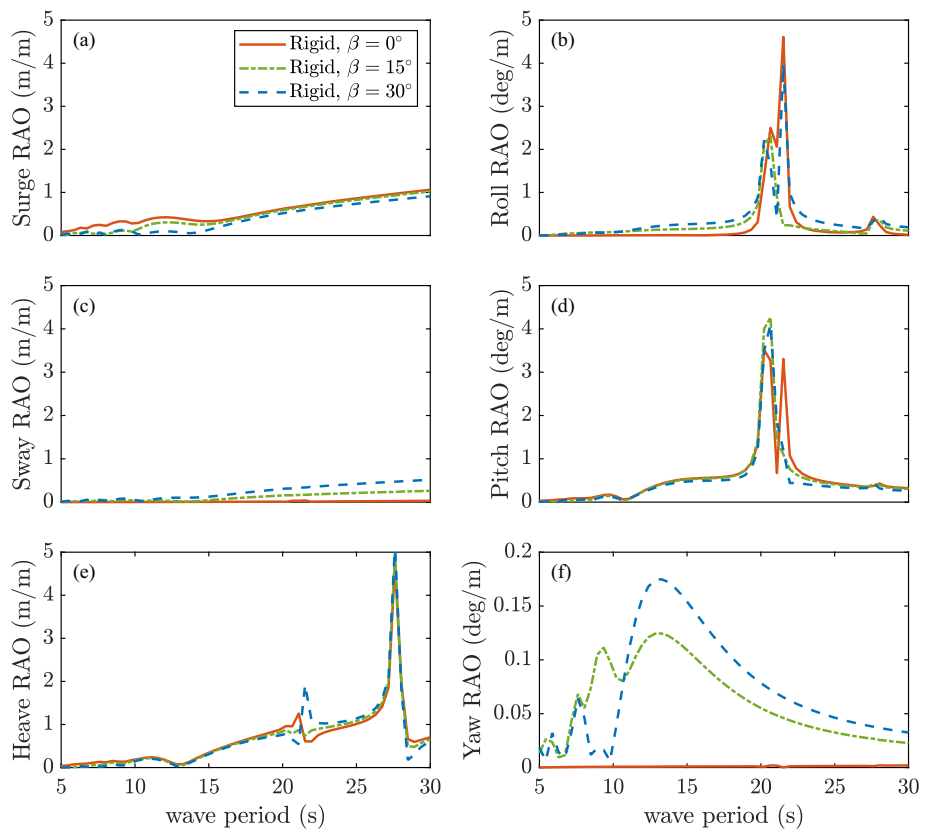 5
4
3
2
1
0
Surge RAO (m/m)
(a)
Rigid, β = 0°
Rigid, β = 15°
Rigid, β = 30°
5
4
3
2
1
0
Roll RAO (deg/m)
(b)
5
4
3
2
1
0
Sway RAO (m/m)
(c)
5
4
3
2
1
0
Pitch RAO (deg/m)
(d)
5
4
3
2
1
0
Heave RAO (m/m)
(e)
5 10 15 20 25 30
wave period (s)
0.2
0.15
0.1
0.05
0
Yaw RAO (deg/m)
(f)
5 10 15 20 25 30
wave period (s)